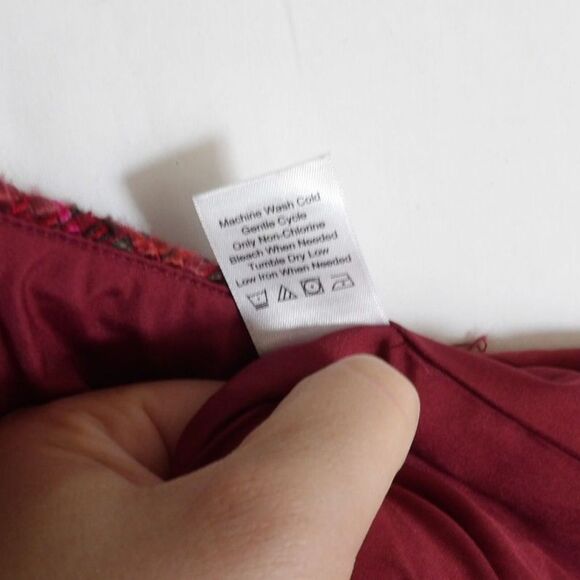 Machine Wash Cold
Gentle Cycle
Only Non-Chlorine
Bleach When Needed
Tumble Dry Low
Low Iron When Needed